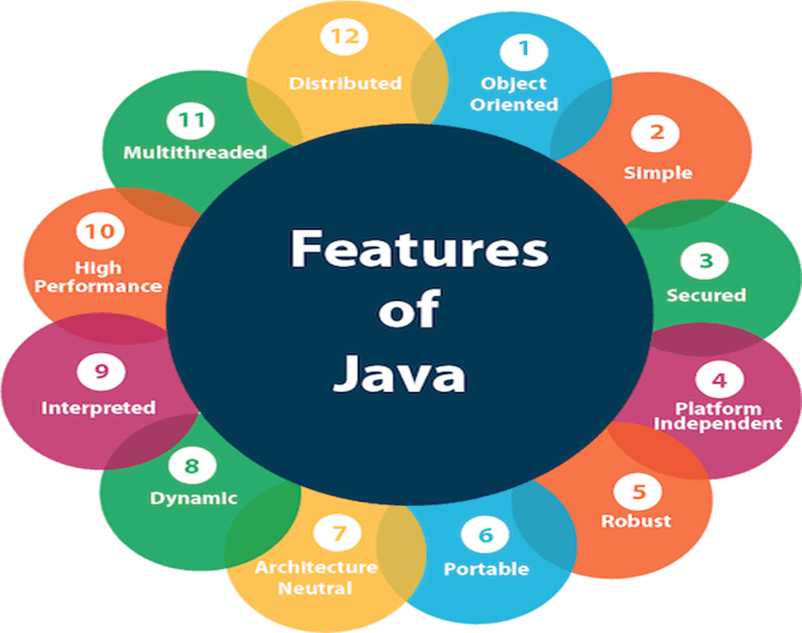 Features
of
Java
1
Object
Oriented
2
Simple
3
Secured
4
Platform
Independent
5
Robust
6
Portable
7
Architecture
Neutral
8
Dynamic
9
Interpreted
10
High
Performance
11
Multithreaded
12
Distributed